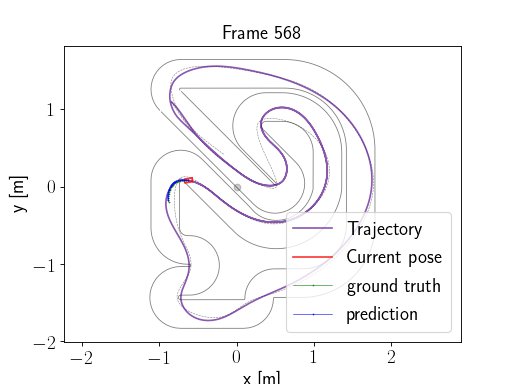 Frame 568
y [m]
1
0
−1
−2
−2 −1 0 1 2
x [m]
Trajectory
Current pose
ground truth
prediction